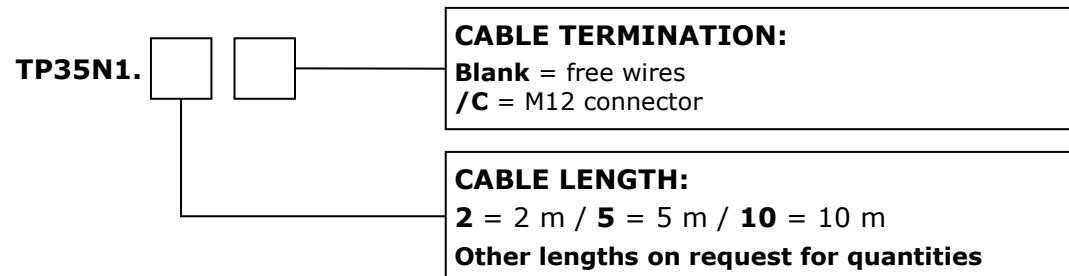 TP35N1.
CABLE TERMINATION:
Blank = free wires
/C = M12 connector
CABLE LENGTH:
2 = 2 m / 5 = 5 m / 10 = 10 m
Other lengths on request for quantities